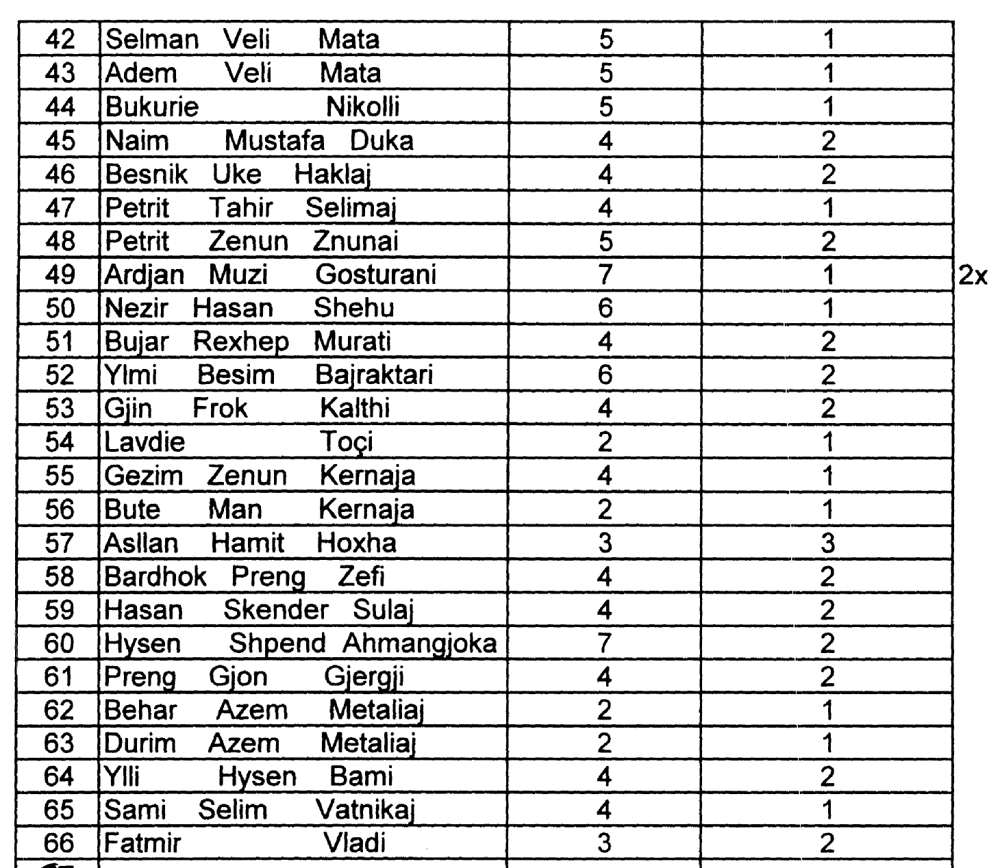 42 Selman Veli Mata 5 1
43 Adem Veli Mata 5 1
44 Bukurie Nikolli 5 1
45 Naim Mustafa Duka 4 2
46 Besnik Uke Haklaj 4 2
47 Petrit Tahir Selimaj 4 1
48 Petrit Zenun Znunai 5 2
49 Ardjan Muzi Gosturani 7 1 2x
50 Nezir Hasan Shehu 6 1
51 Bujar Rexhep Murati 4 2
52 Ylmi Besim Bajraktari 6 2
53 Gjin Frok Kalthi 4 2
54 Lavdie Toçi 2 1
55 Gezim Zenun Kernaja 4 1
56 Bute Man Kernaja 2 1
57 Asllan Hamit Hoxha 3 3
58 Bardhok Preng Zefi 4 2
59 Hasan Skender Sulaj 4 2
60 Hysen Shpend Ahmangjoka 7 2
61 Preng Gjon Gjergji 4 2
62 Behar Azem Metaliaj 2 1
63 Durim Azem Metaliaj 2 1
64 Ylli Hysen Bami 4 2
65 Sami Selim Vatnikaj 4 1
66 Fatmir Vladi 3 2